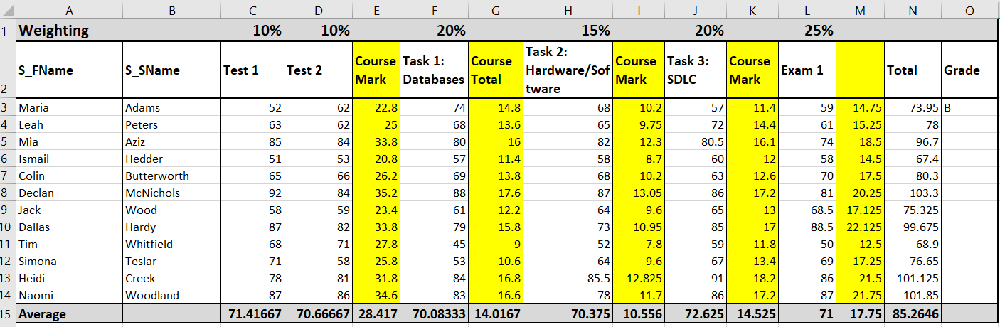 A B C D E F G H I J K L M N O
1 Weighting 10% 10% 20% 15% 20% 25%
2 S_FName S_SName Test 1 Test 2 Course Mark Task 1: Databases Course Total Task 2: Hardware/Software Course Mark Task 3: SDLC Course Mark Exam 1 Total Grade
3 Maria Adams 52 62 22.8 74 14.8 68 10.2 57 11.4 59 14.75 73.95 B
4 Leah Peters 63 62 25 68 13.6 65 9.75 72 14.4 61 15.25 78
5 Mia Aziz 85 84 33.8 80 16 82 12.3 80.5 16.1 74 18.5 96.7
6 Ismail Hedder 51 53 20.8 57 11.4 58 8.7 60 12 58 14.5 67.4
7 Colin Butterworth 65 66 26.2 69 13.8 68 10.2 63 12.6 70 17.5 80.3
8 Declan McNichols 92 84 35.2 88 17.6 87 13.05 86 17.2 81 20.25 103.3
9 Jack Wood 58 59 23.4 61 12.2 64 9.6 65 13 68.5 17.125 75.325
10 Dallas Hardy 87 82 33.8 79 15.8 73 10.95 85 17 88.5 22.125 99.675
11 Tim Whitfield 68 71 27.8 45 9 52 7.8 59 11.8 50 12.5 68.9
12 Simona Teslar 71 58 25.8 53 10.6 64 9.6 67 13.4 69 17.25 76.65
13 Heidi Creek 78 81 31.8 84 16.8 85.5 12.825 91 18.2 86 21.5 101.125
14 Naomi Woodland 87 86 34.6 83 16.6 78 11.7 86 17.2 87 21.75 101.85
15 Average 71.41667 70.66667 28.417 70.08333 14.0167 70.375 10.556 72.625 14.525 71 17.75 85.2646